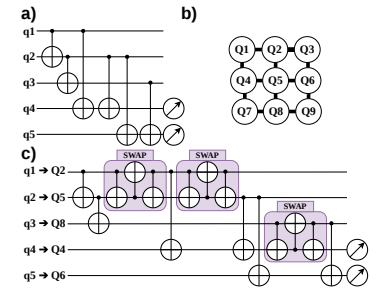 a)
q1
q2
q3
q4
q5
b)
Q1 Q2 Q3
Q4 Q5 Q6
Q7 Q8 Q9
c)
SWAP SWAP
q1 ➔ Q2
q2 ➔ Q5
SWAP
q3 ➔ Q8
q4 ➔ Q4
q5 ➔ Q6